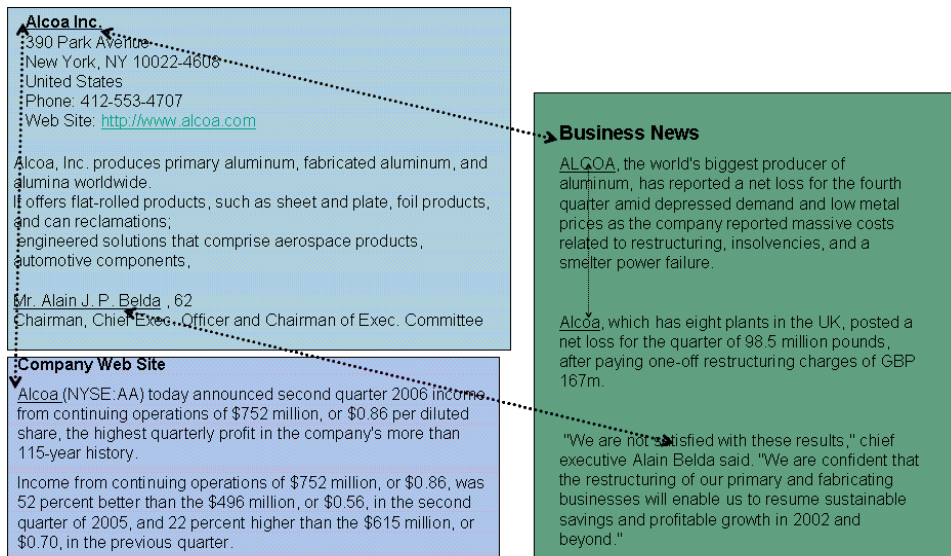 Alcoa Inc.
390 Park Avenue
New York, NY 10022-4608
United States
Phone: 412-553-4707
Web Site: http://www.alcoa.com
Alcoa, Inc. produces primary aluminum, fabricated aluminum, and
alumina worldwide.
It offers flat-rolled products, such as sheet and plate, foil products,
and can reclamations;
engineered solutions that comprise aerospace products,
automotive components,
Mr. Alain J. P. Belda , 62
Chairman, Chief Exec. Officer and Chairman of Exec. Committee
Company Web Site
Alcoa (NYSE:AA) today announced second quarter 2006 income
from continuing operations of $752 million, or $0.86 per diluted
share, the highest quarterly profit in the company's more than
115-year history.
Income from continuing operations of $752 million, or $0.86, was
52 percent better than the $496 million, or $0.56, in the second
quarter of 2005, and 22 percent higher than the $615 million, or
$0.70, in the previous quarter.
Business News
ALCOA, the world's biggest producer of
aluminum, has reported a net loss for the fourth
quarter amid depressed demand and low metal
prices as the company reported massive costs
related to restructuring, insolvencies, and a
smelter power failure.
Alcoa, which has eight plants in the UK, posted a
net loss for the quarter of 98.5 million pounds,
after paying one-off restructuring charges of GBP
167m.
"We are not satisfied with these results," chief
executive Alain Belda said. "We are confident that
the restructuring of our primary and fabricating
businesses will enable us to resume sustainable
savings and profitable growth in 2002 and
beyond."